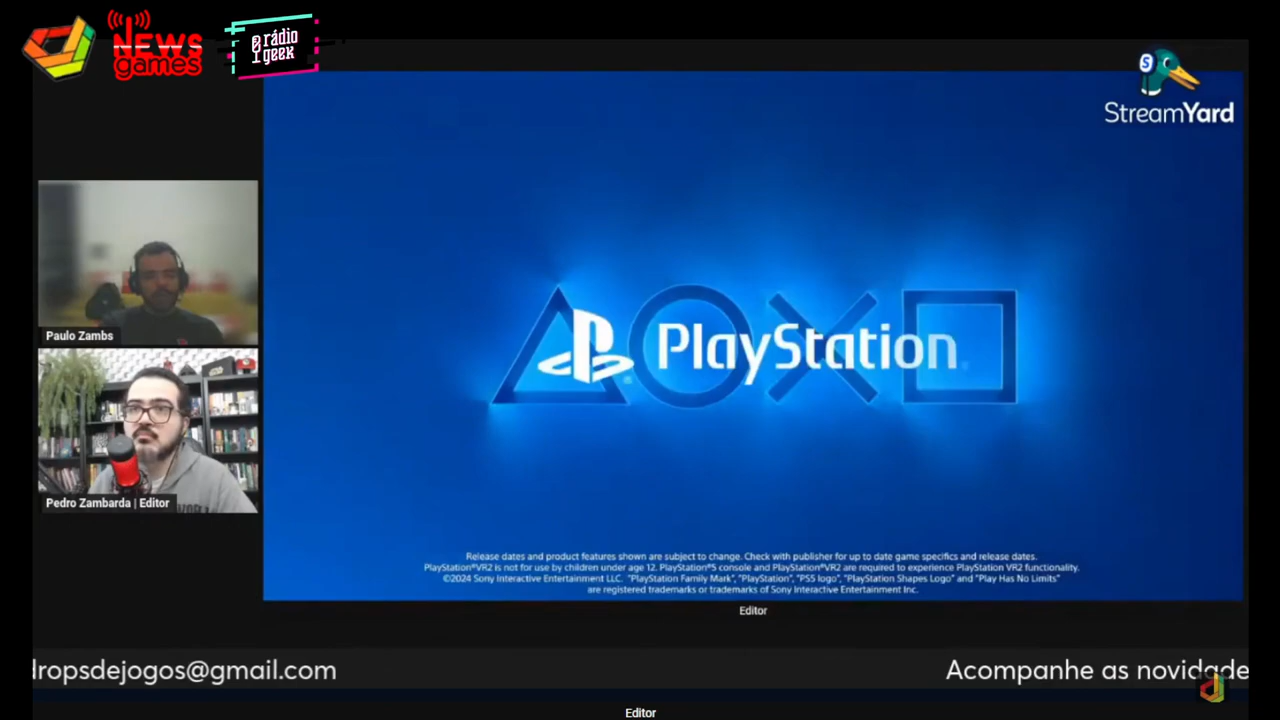 NEWS
games
rádio
geek
StreamYard
PlayStation
Paulo Zambs
Pedro Zambarda | Editor
Release dates and product features shown are subject to change. Check with publisher for up to date game specifics and release dates.
PlayStation®VR2 is not for use by children under age 12. PlayStation®5 console and PlayStation®VR2 are required to experience PlayStation VR2 functionality.
©2024 Sony Interactive Entertainment LLC. "PlayStation Family Mark", "PlayStation", "PS5 logo", "PlayStation Shapes Logo" and "Play Has No Limits"
are registered trademarks or trademarks of Sony Interactive Entertainment Inc.
Editor
dropsdejogos@gmail.com
Acompanhe as novidade
Editor